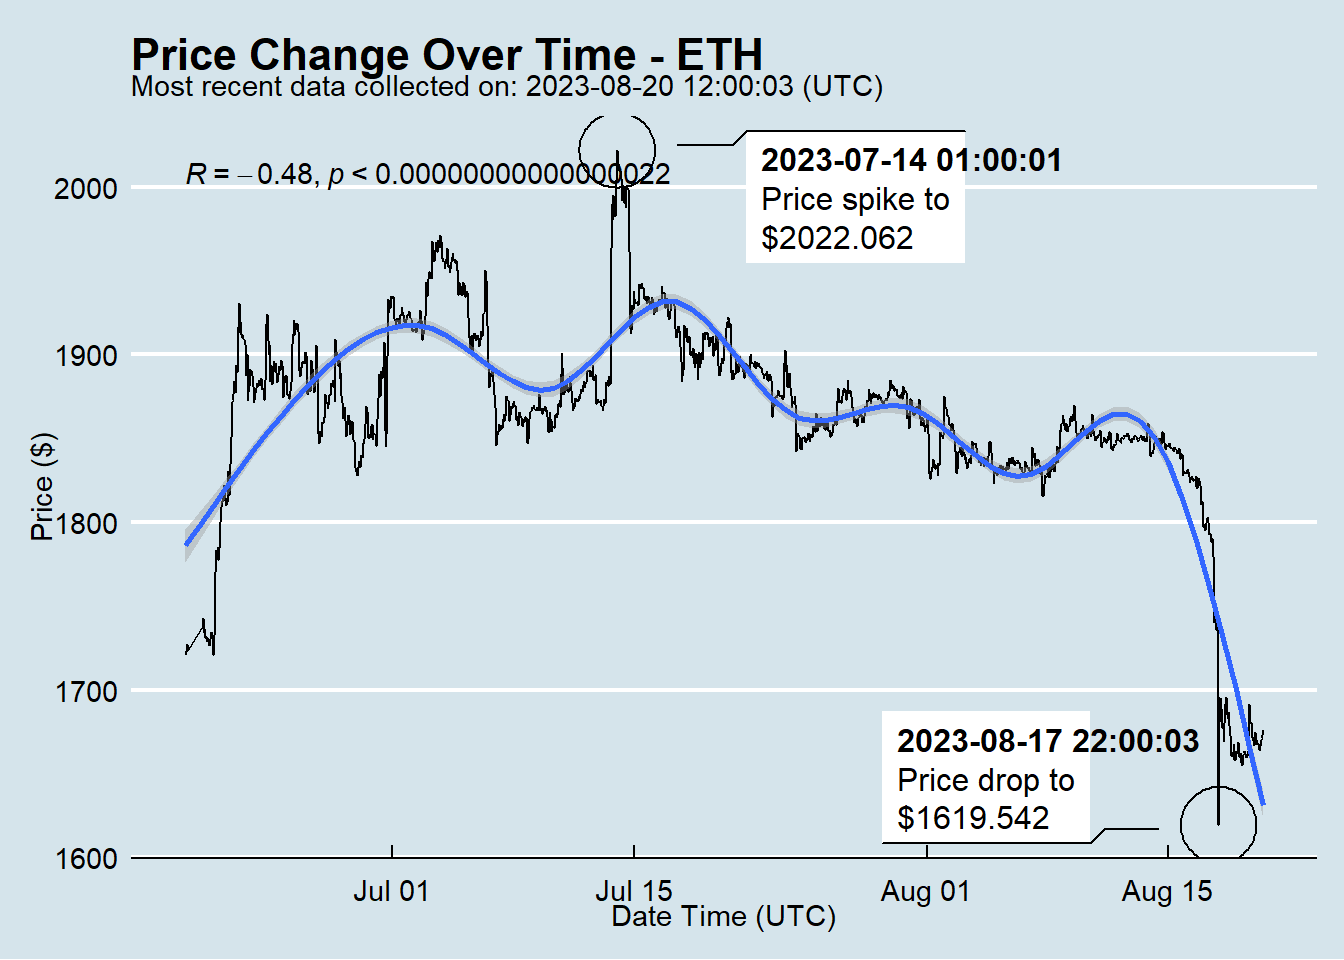 Price Change Over Time - ETH
Most recent data collected on: 2023-08-20 12:00:03 (UTC)
R = −0.48, p < 0.00000000000000022
2023-07-14 01:00:01
Price spike to
$2022.062
2000
1900
1800
1700
1600
Price ($)
2023-08-17 22:00:03
Price drop to
$1619.542
Jul 01
Jul 15
Aug 01
Aug 15
Date Time (UTC)